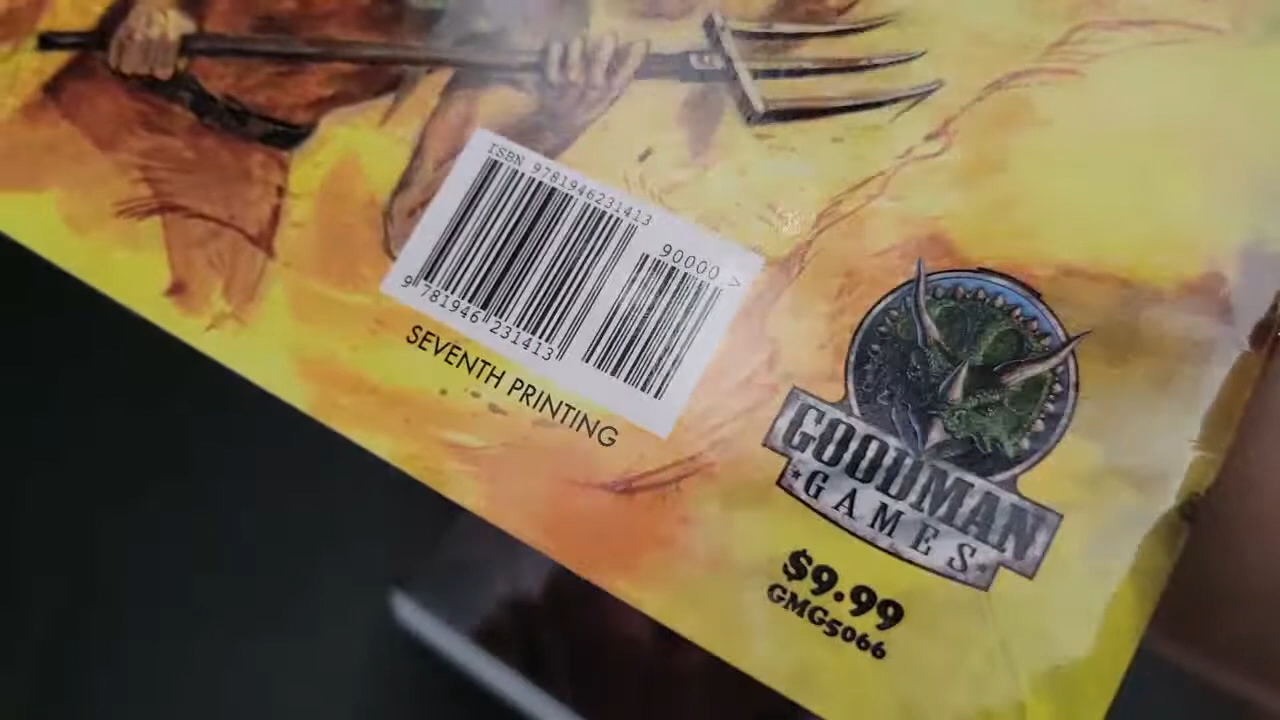 ISBN 9781946231413
90000 >
9 781946 231413
SEVENTH PRINTING
GOODMAN
GAMES
$9.99
GMG5066